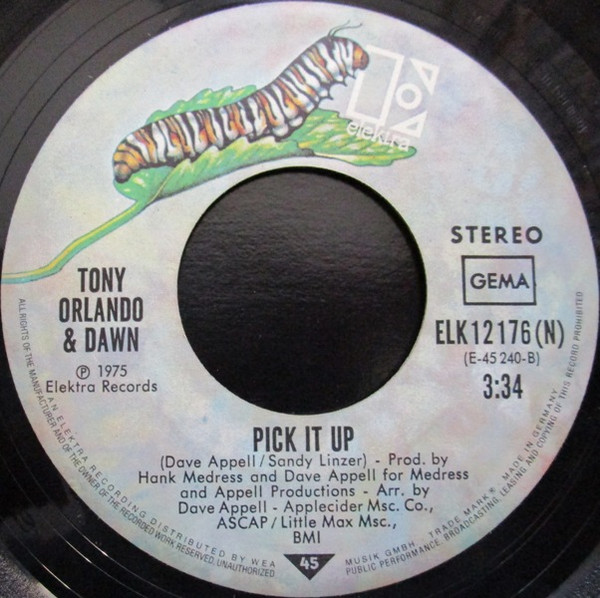 elektra
STEREO
GEMA
TONY
ORLANDO
& DAWN
℗ 1975
Elektra Records
ELK12176(N)
(E-45 240-B)
3:34
PICK IT UP
(Dave Appell/Sandy Linzer) - Prod. by
Hank Medress and Dave Appell for Medress
and Appell Productions - Arr. by
Dave Appell - Applecider Msc. Co.,
ASCAP/Little Max Msc.,
BMI
45
ALL RIGHTS OF THE MANUFACTURER AND OF THE OWNER OF THE RECORDED WORK RESERVED, UNAUTHORIZED
PUBLIC PERFORMANCE, BROADCASTING, LEASING AND COPYING OF THIS RECORD PROHIBITED
AN ELEKTRA RECORDING DISTRIBUTED BY WEA
MUSIK GMBH. TRADE MARK® MADE IN GERMANY